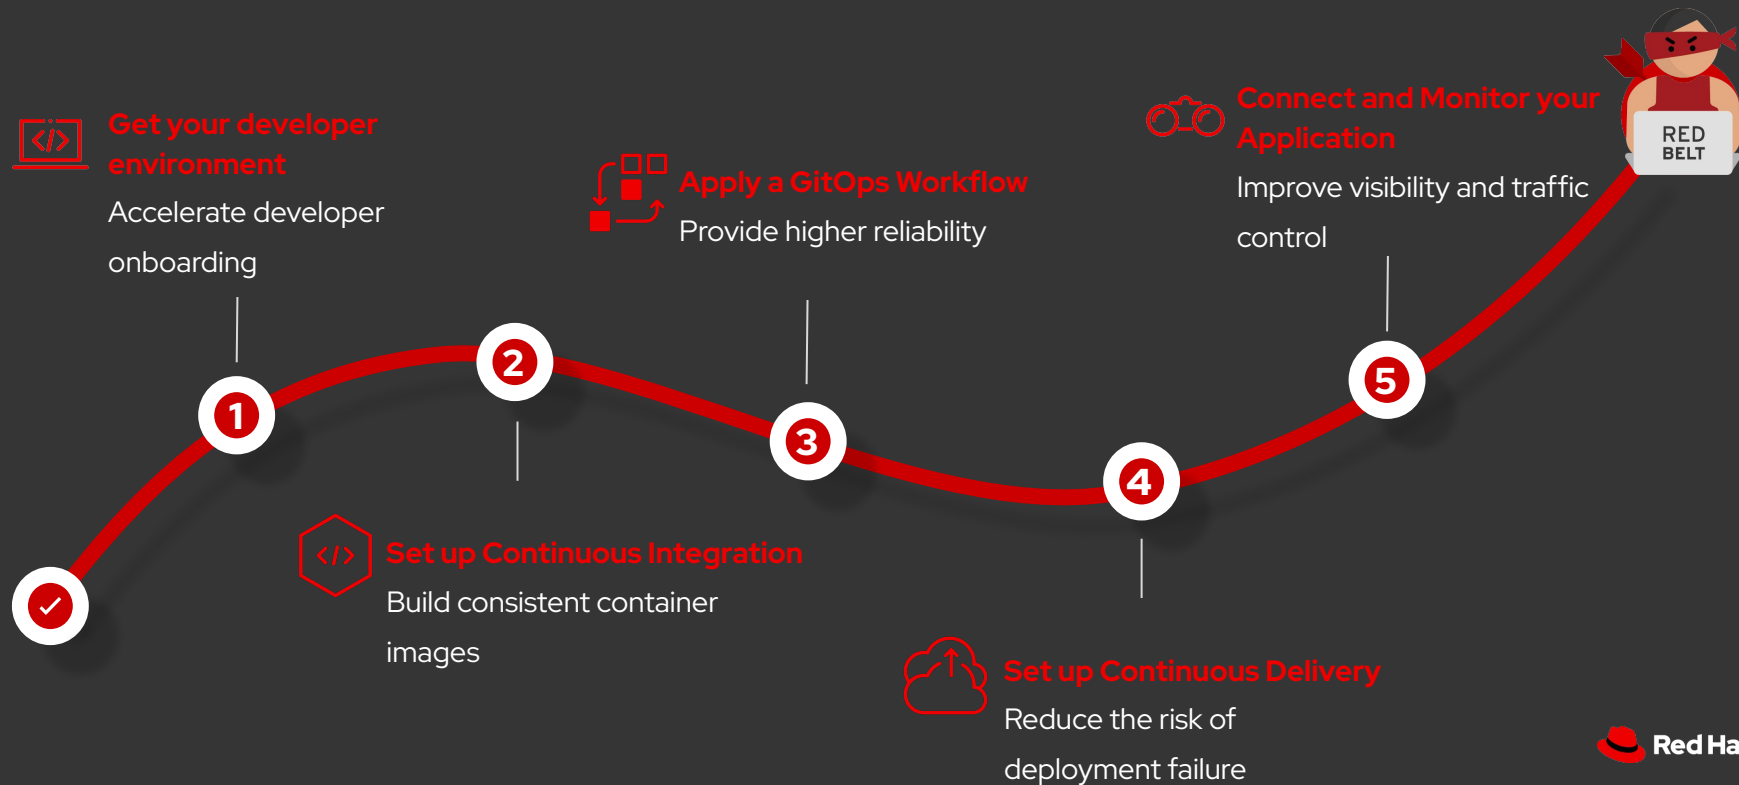 Get your developer
environment
Accelerate developer
onboarding
1
2
Set up Continuous Integration
Build consistent container
images
Apply a GitOps Workflow
Provide higher reliability
3
4
Set up Continuous Delivery
Reduce the risk of
deployment failure
Connect and Monitor your
Application
Improve visibility and traffic
control
5
RED
BELT
Red Ha